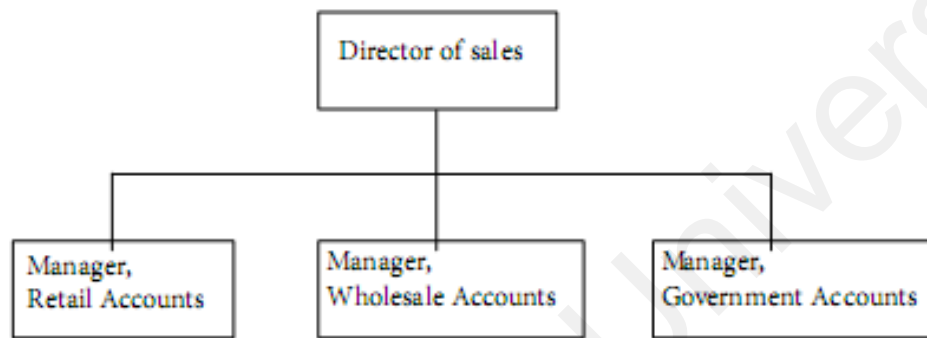 Director of sales
Manager,
Retail Accounts
Manager,
Wholesale Accounts
Manager,
Government Accounts